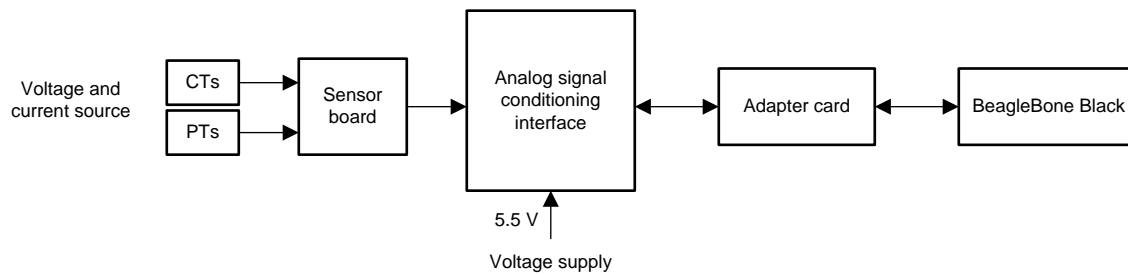 Voltage and
current source
CTs
PTs
Sensor
board
Analog signal
conditioning
interface
Adapter card
BeagleBone Black
5.5 V
Voltage supply